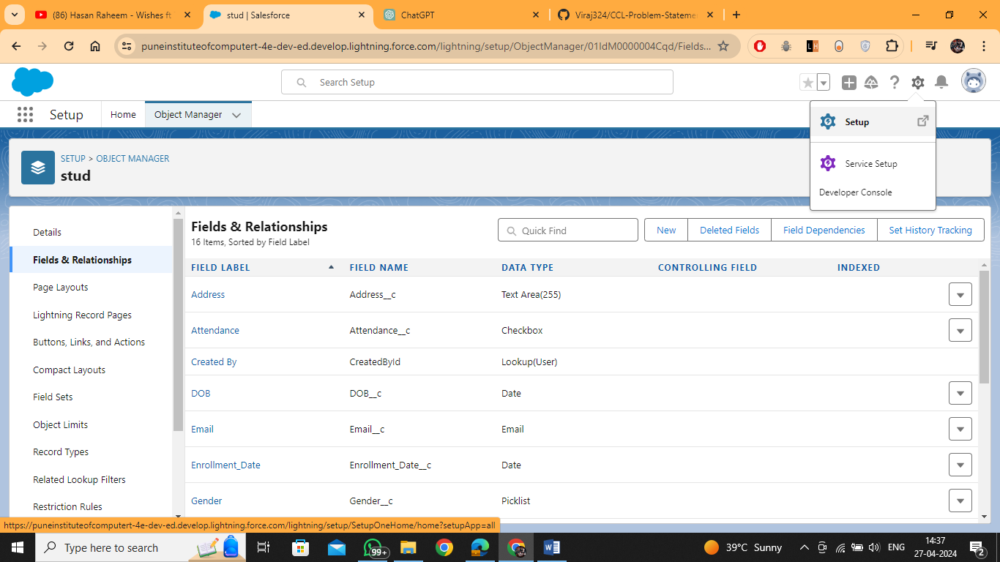 (86) Hasan Raheem - Wishes ft
stud | Salesforce
ChatGPT
Viraj324/CCL-Problem-Stateme
puneinstituteofcomputert-4e-dev-ed.develop.lightning.force.com/lightning/setup/ObjectManager/01IdM0000004Cqd/Fields...
Search Setup
Setup
Home
Object Manager
Setup
Service Setup
Developer Console
SETUP > OBJECT MANAGER
stud
Details
Fields & Relationships
Page Layouts
Lightning Record Pages
Buttons, Links, and Actions
Compact Layouts
Field Sets
Object Limits
Record Types
Related Lookup Filters
Restriction Rules
Fields & Relationships
16 Items, Sorted by Field Label
Quick Find
New
Deleted Fields
Field Dependencies
Set History Tracking
FIELD LABEL FIELD NAME DATA TYPE CONTROLLING FIELD INDEXED
Address Address__c Text Area(255)
Attendance Attendance__c Checkbox
Created By CreatedById Lookup(User)
DOB DOB__c Date
Email Email__c Email
Enrollment_Date Enrollment_Date__c Date
Gender Gender__c Picklist
https://puneinstituteofcomputert-4e-dev-ed.develop.lightning.force.com/lightning/setup/SetupOneHome/home?setupApp=all
Type here to search
99+
39°C Sunny
ENG
14:37
27-04-2024
2